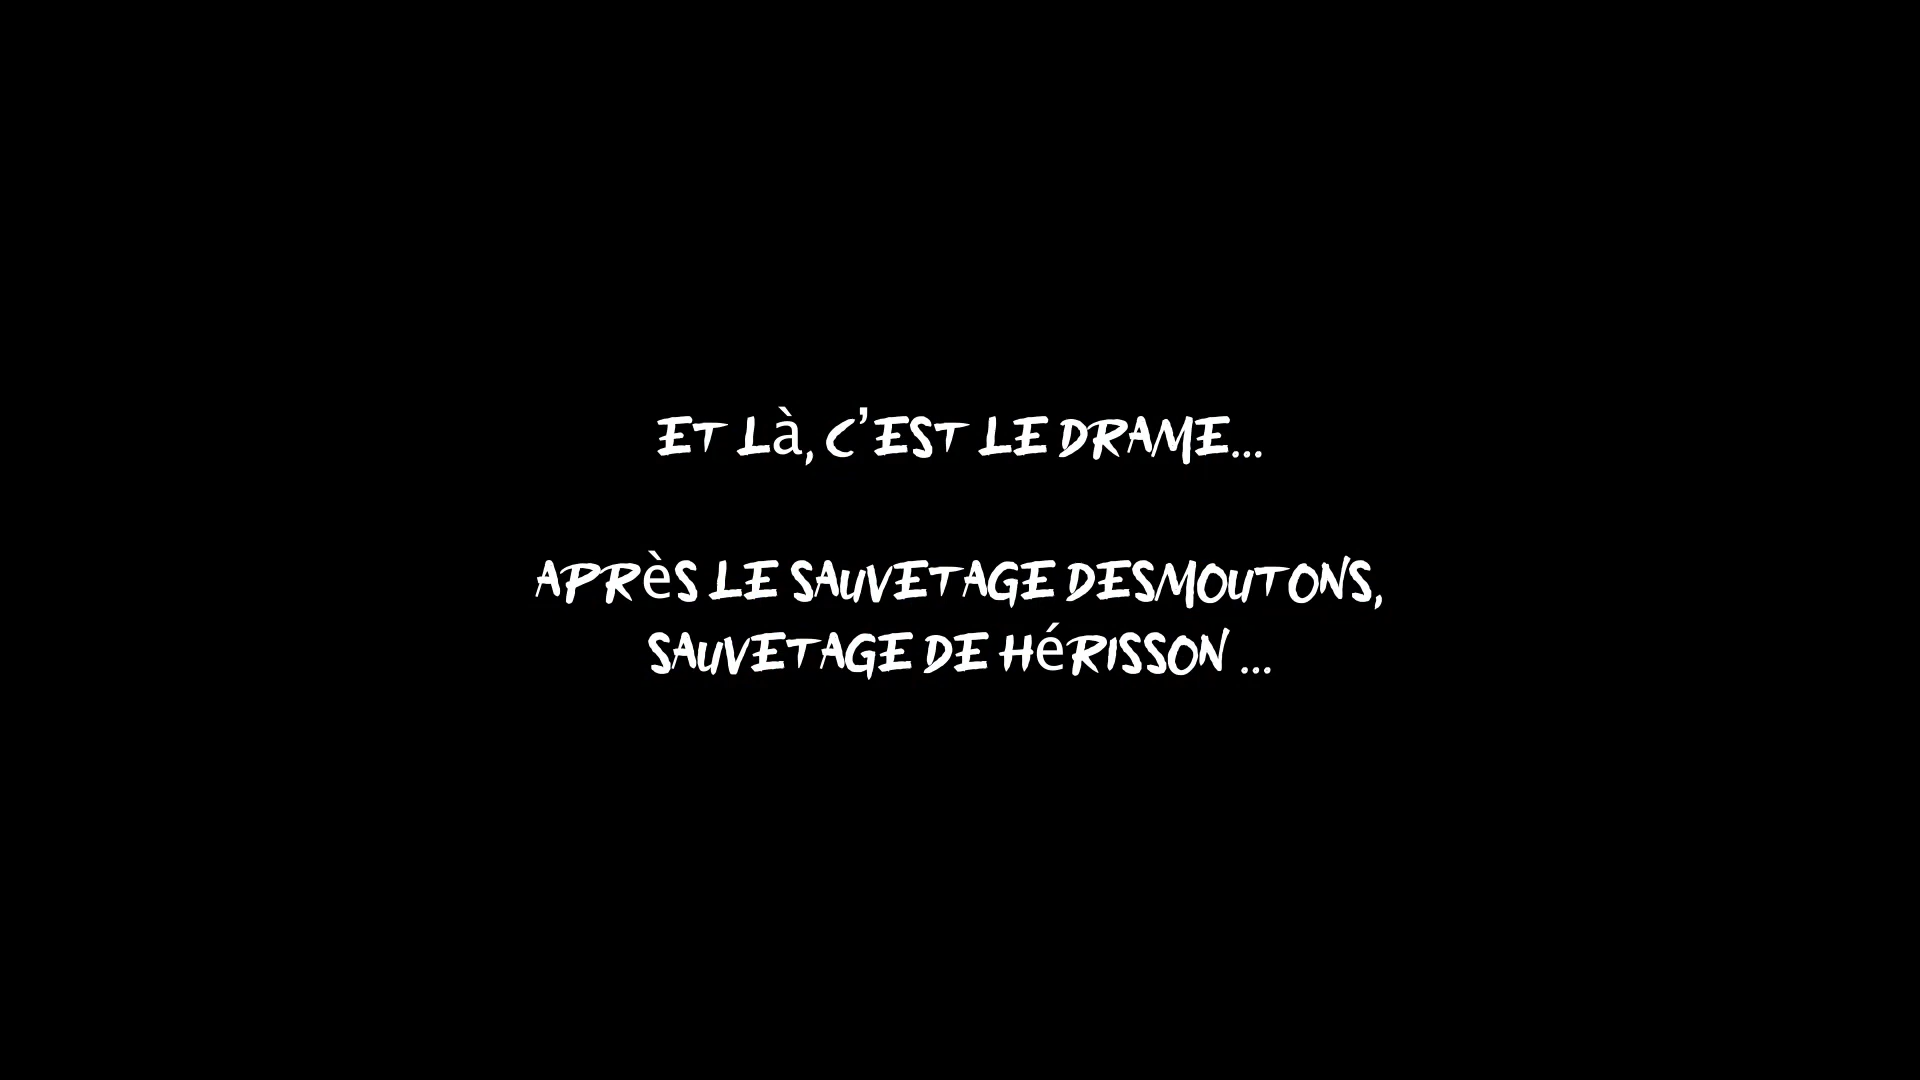 ET Là, C'EST LE DRAME...
APRèS LE SAUVETAGE DESMOUTONS,
SAUVETAGE DE HéRISSON ...